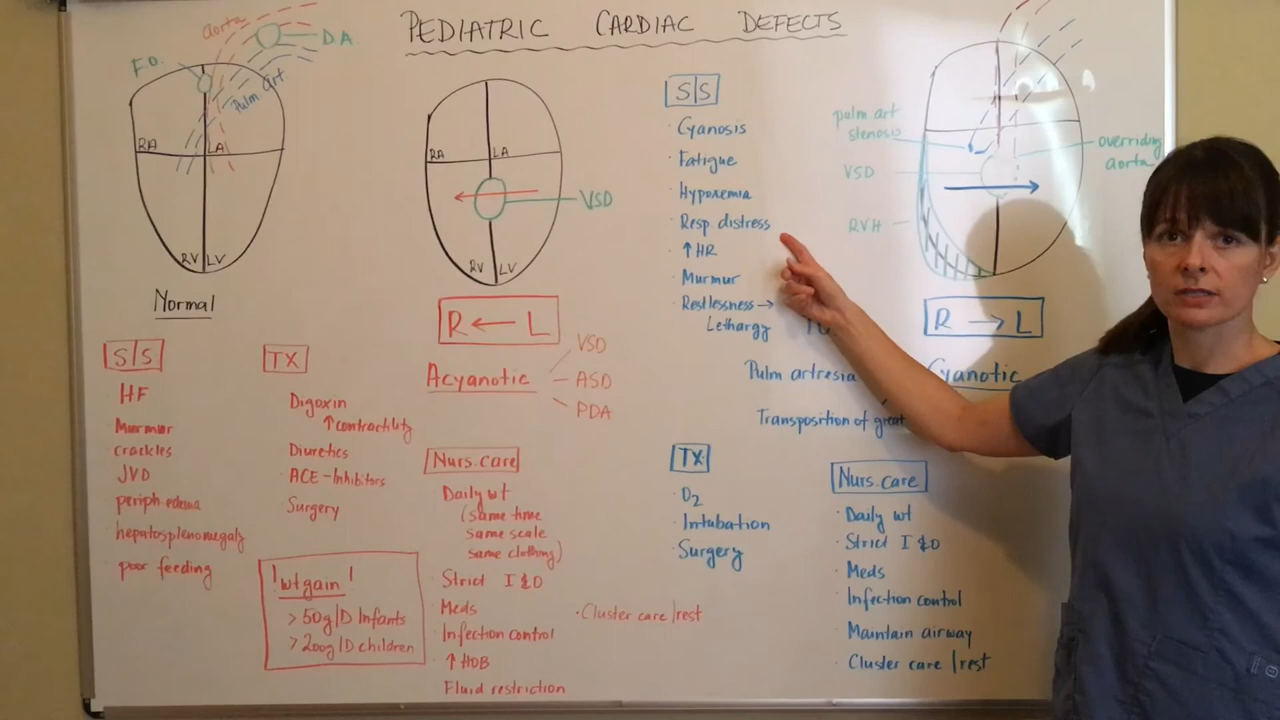 PEDIATRIC CARDIAC DEFECTS
aorta
D.A.
F.O.
Pulm Art
RA
LA
RV LV
Normal
S/S
HF
Murmur
crackles
JVD
periph. edema
hepatosplenomegaly
poor feeding
TX
Digoxin
↑contractility
Diuretics
ACE-Inhibitors
Surgery
! wt gain !
>50g/D Infants
>200g/D children
RA
LA
VSD
RV LV
R ← L
Acyanotic
VSD
ASD
PDA
Nurs. care
Daily wt
(same time
same scale
same clothing)
Strict I & O
Meds
Infection control
↑ HOB
Fluid restriction
Cluster care/rest
S/S
Cyanosis
Fatigue
Hypoxemia
Resp distress
↑ HR
Murmur
Restlessness →
Lethargy
pulm art
stenosis
VSD
RVH
overriding
aorta
R → L
Cyanotic
Pulm artresia
Transposition of great
TX
O2
Intubation
Surgery
Nurs. care
Daily wt
Strict I & O
Meds
Infection control
Maintain airway
Cluster care/rest